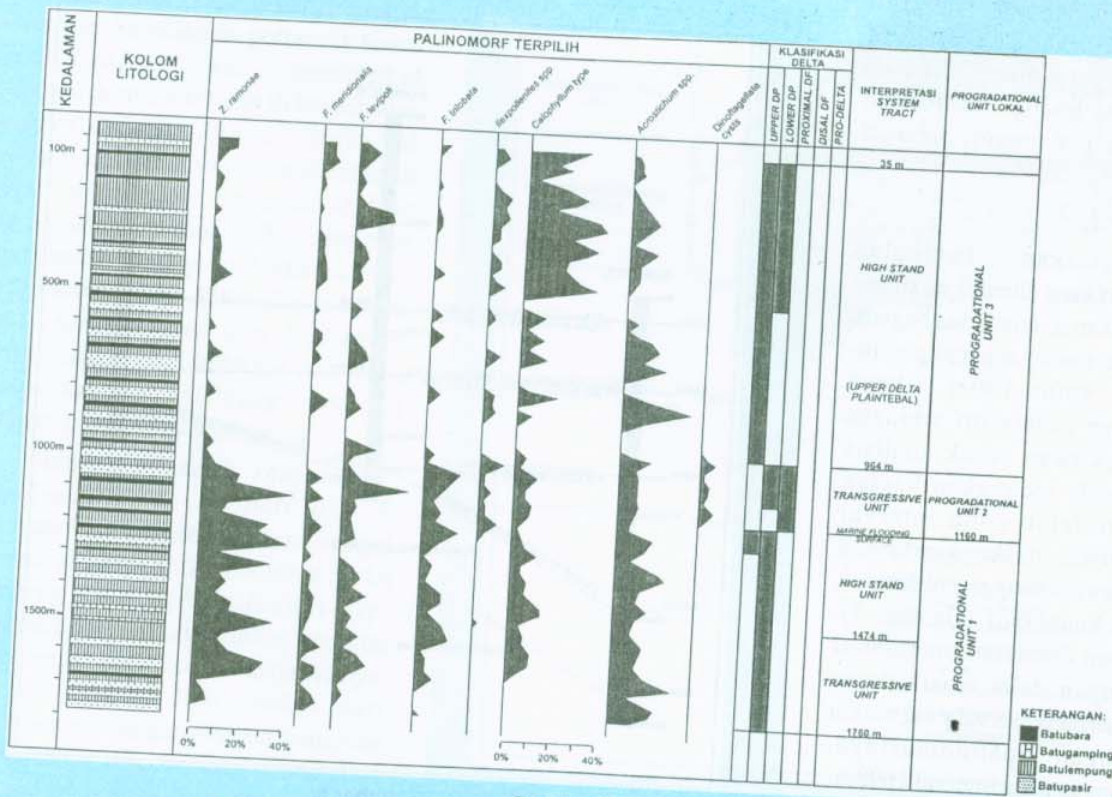 KEDALAMAN
KOLOM
LITOLOGI
PALINOMORF TERPILIH
KLASIFIKASI
DELTA
INTERPRETASI
SYSTEM
TRACT
PROGRADATIONAL
UNIT LOKAL
Z. ramonae
F. meridionalis
F. levipoli
F. trilobata
Ilexpollenites spp.
Calophyllum type
Acrostichum spp.
Dinoflagellate
cysts
UPPER DP
LOWER DP
PROXIMAL DF
DISAL DF
PRO-DELTA
100m
500m
1000m
1500m
35 m
HIGH STAND
UNIT
(UPPER DELTA
PLAINTEBAL)
964 m
TRANSGRESSIVE
UNIT
MARINE FLOODING
SURFACE
HIGH STAND
UNIT
1474 m
TRANSGRESSIVE
UNIT
1760 m
PROGRADATIONAL
UNIT 3
PROGRADATIONAL
UNIT 2
1160 m
PROGRADATIONAL
UNIT 1
0% 20% 40%
0% 40%
KETERANGAN:
Batubara
Batugamping
Batulempung
Batupasir